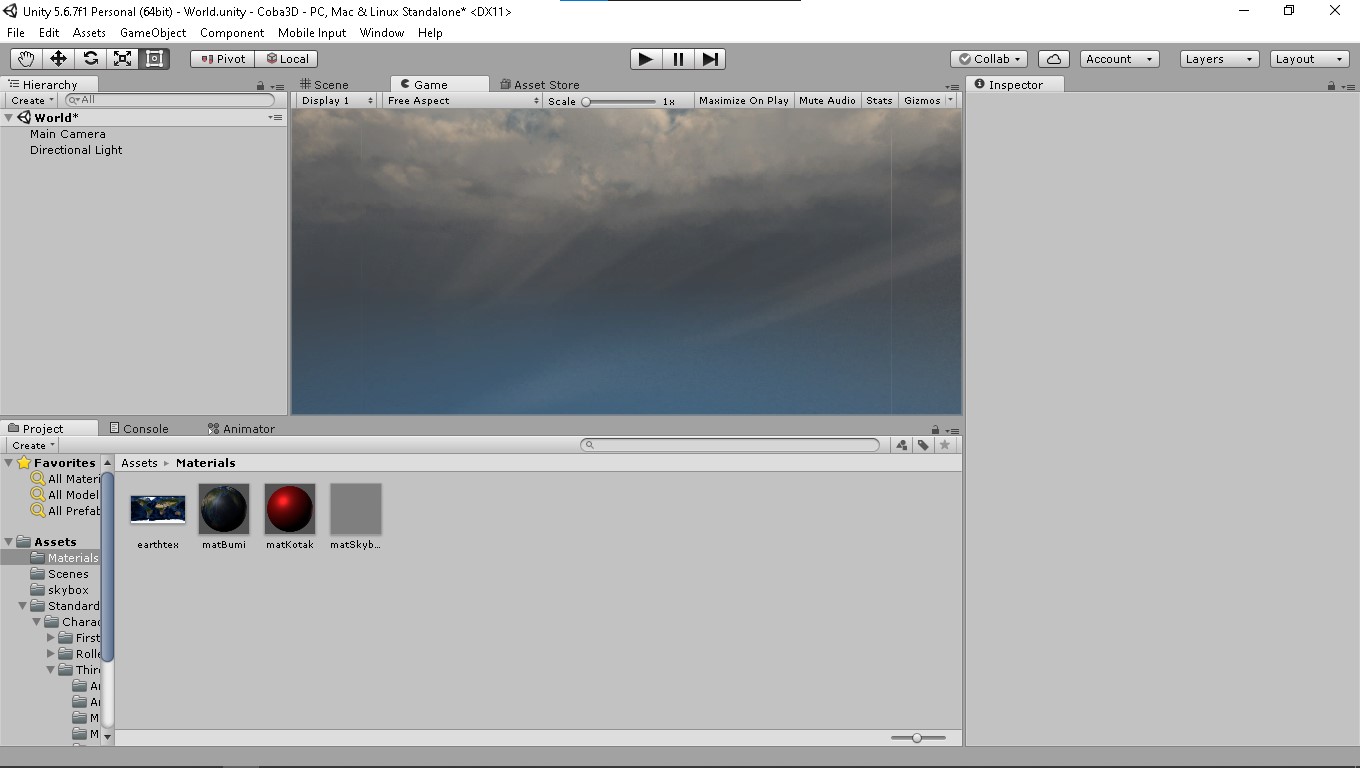 Unity 5.6.7f1 Personal (64bit) - World.unity - Coba3D - PC, Mac & Linux Standalone* <DX11>
File Edit Assets GameObject Component Mobile Input Window Help
Pivot Local Collab Account Layers Layout
Hierarchy Scene Game Asset Store Inspector
Create All Display 1 Free Aspect Scale 1x Maximize On Play Mute Audio Stats Gizmos
World*
Main Camera
Directional Light
Project Console Animator
Create
Favorites
All Materi
All Model
All Prefab
Assets
Materials
Scenes
skybox
Standard
Charac
First
Rolle
Thir
A
A
M
M
Assets Materials
earthtex matBumi matKotak matSkyb...